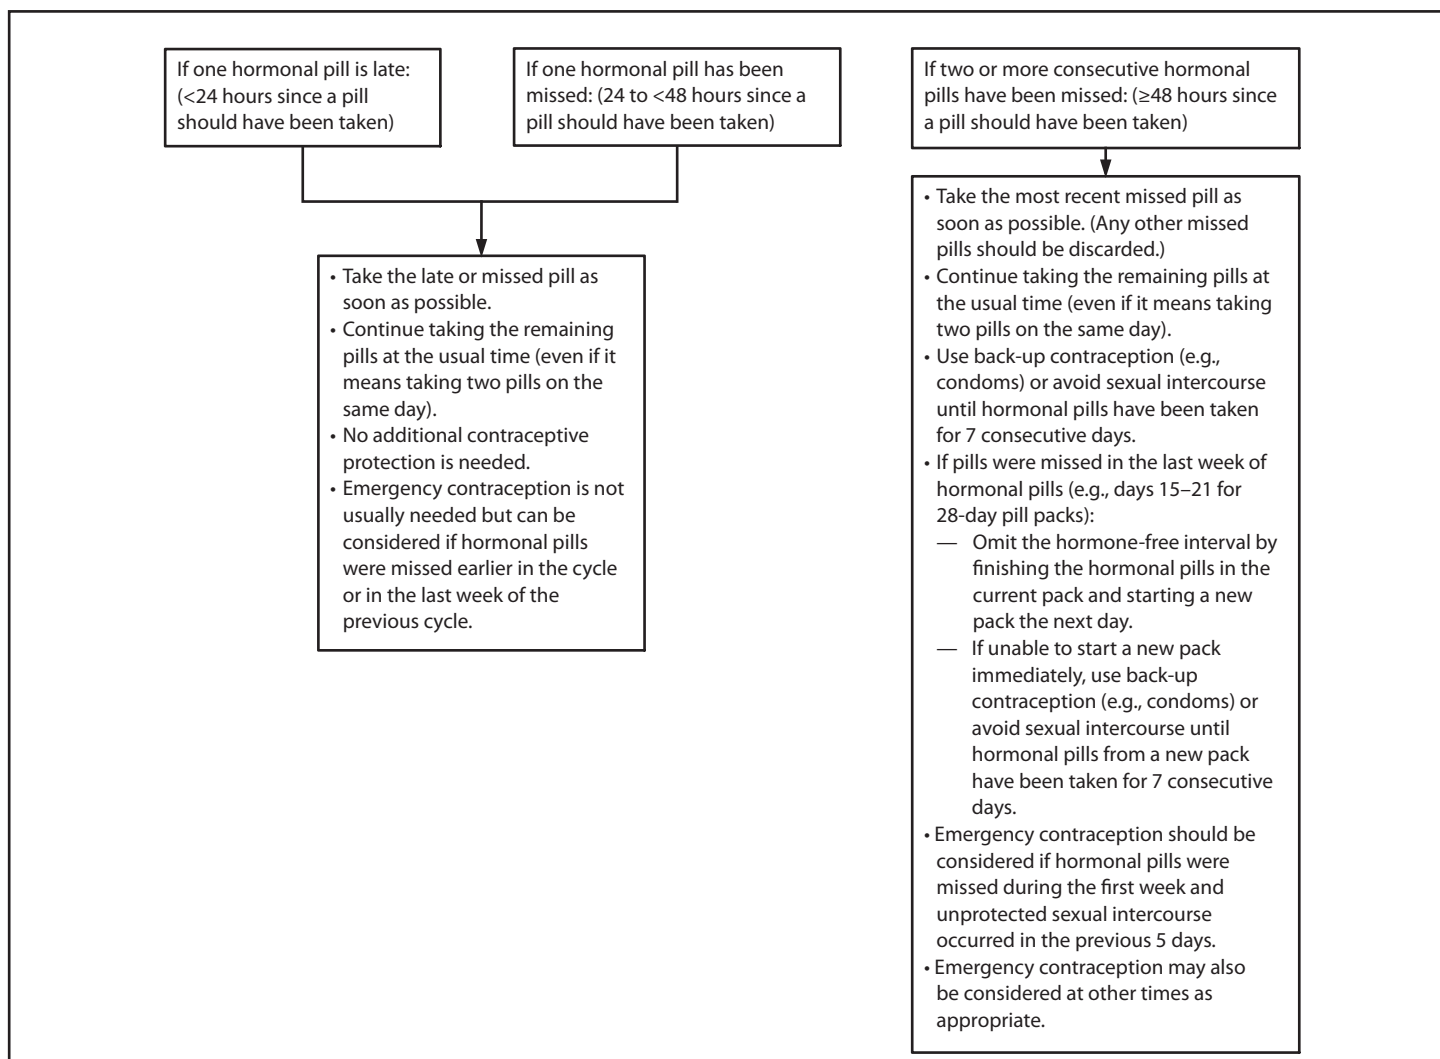 If one hormonal pill is late:
(<24 hours since a pill
should have been taken)
If one hormonal pill has been
missed: (24 to <48 hours since a
pill should have been taken)
• Take the late or missed pill as
soon as possible.
• Continue taking the remaining
pills at the usual time (even if it
means taking two pills on the
same day).
• No additional contraceptive
protection is needed.
• Emergency contraception is not
usually needed but can be
considered if hormonal pills
were missed earlier in the cycle
or in the last week of the
previous cycle.
If two or more consecutive hormonal
pills have been missed: (≥48 hours since
a pill should have been taken)
• Take the most recent missed pill as
soon as possible. (Any other missed
pills should be discarded.)
• Continue taking the remaining pills at
the usual time (even if it means taking
two pills on the same day).
• Use back-up contraception (e.g.,
condoms) or avoid sexual intercourse
until hormonal pills have been taken
for 7 consecutive days.
• If pills were missed in the last week of
hormonal pills (e.g., days 15–21 for
28-day pill packs):
— Omit the hormone-free interval by
finishing the hormonal pills in the
current pack and starting a new
pack the next day.
— If unable to start a new pack
immediately, use back-up
contraception (e.g., condoms) or
avoid sexual intercourse until
hormonal pills from a new pack
have been taken for 7 consecutive
days.
• Emergency contraception should be
considered if hormonal pills were
missed during the first week and
unprotected sexual intercourse
occurred in the previous 5 days.
• Emergency contraception may also
be considered at other times as
appropriate.